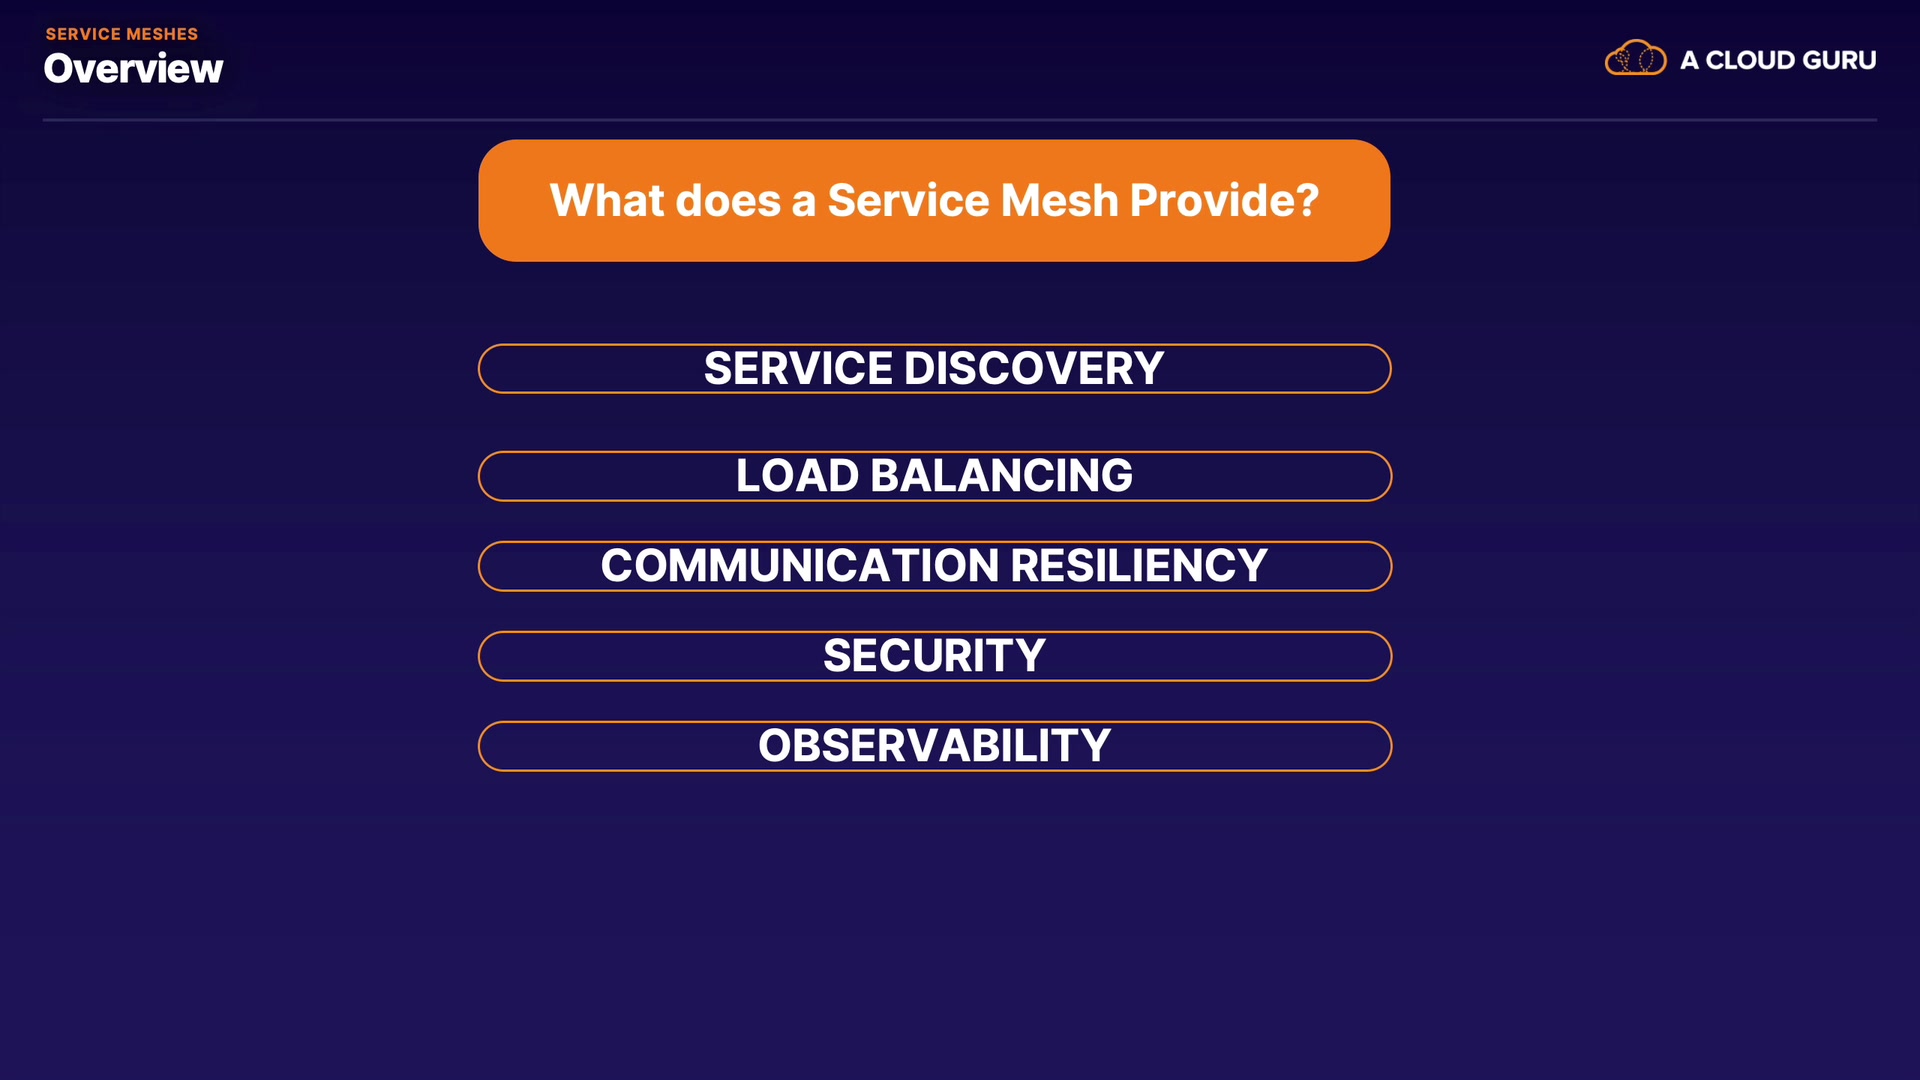 SERVICE MESHES
Overview
A CLOUD GURU
What does a Service Mesh Provide?
SERVICE DISCOVERY
LOAD BALANCING
COMMUNICATION RESILIENCY
SECURITY
OBSERVABILITY